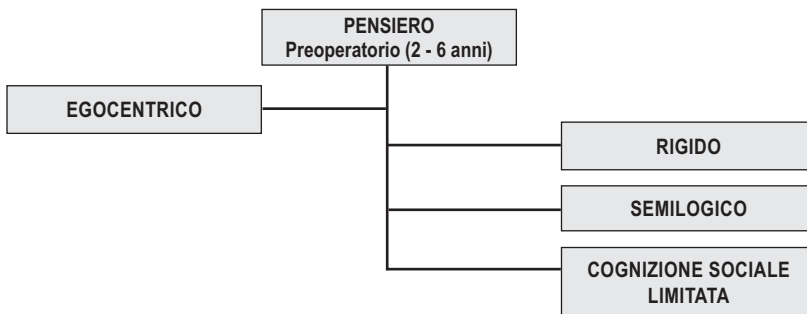 PENSIERO
Preoperatorio (2 - 6 anni)
EGOCENTRICO
RIGIDO
SEMILOGICO
COGNIZIONE SOCIALE
LIMITATA